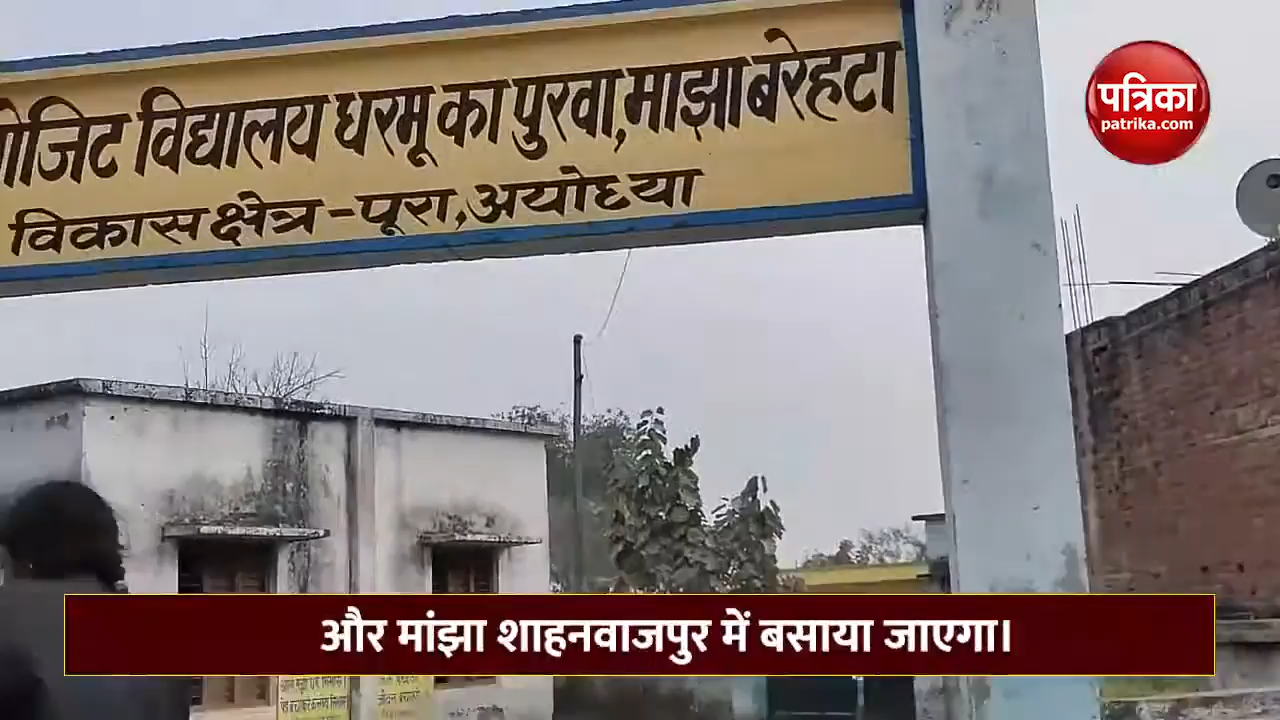 विद्यालय धरमू का पुरवा, माझा बरेहटा
विकास क्षेत्र - पूरा, अयोध्या
पत्रिका
patrika.com
और मांझा शाहनवाजपुर में बसाया जाएगा।